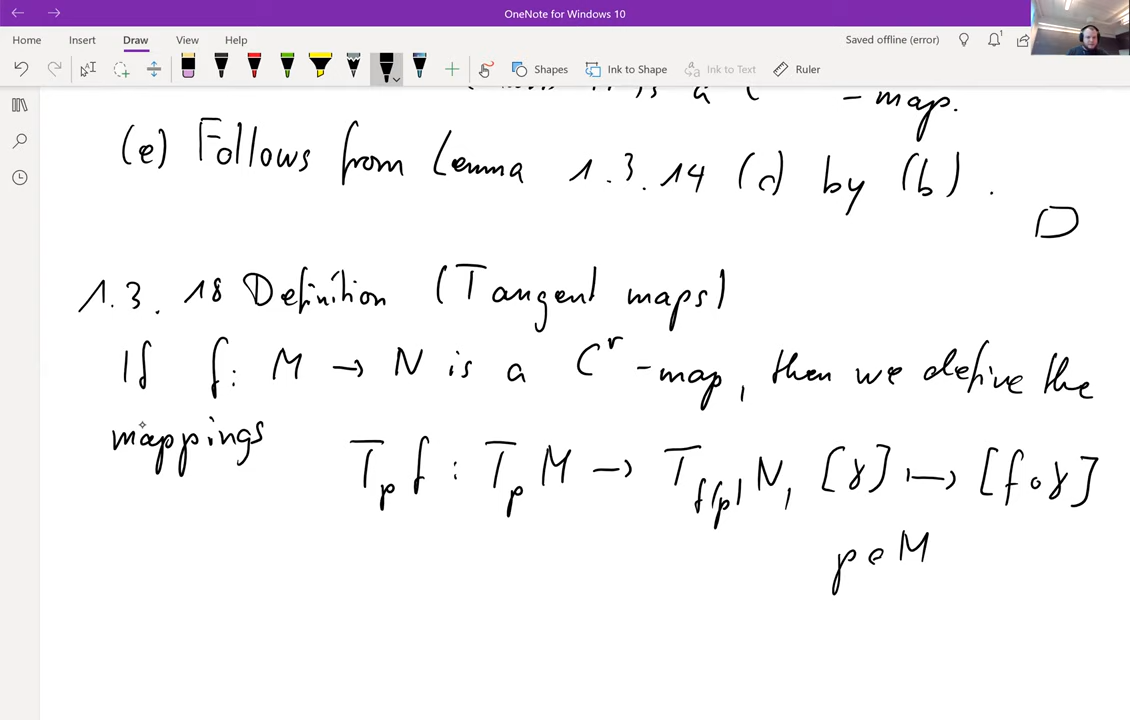 OneNote for Windows 10
Home Insert Draw View Help
Saved offline (error)
Shapes Ink to Shape Ink to Text Ruler
is a C - map.
(e) Follows from Lemma 1.3.14 (d) by (b).
1.3.18 Definition (Tangent maps)
If f: M → N is a C^r -map, then we define the
mappings T_p f : T_p M → T_{f(p)} N, [γ] ↦ [f∘γ]
p ∈ M